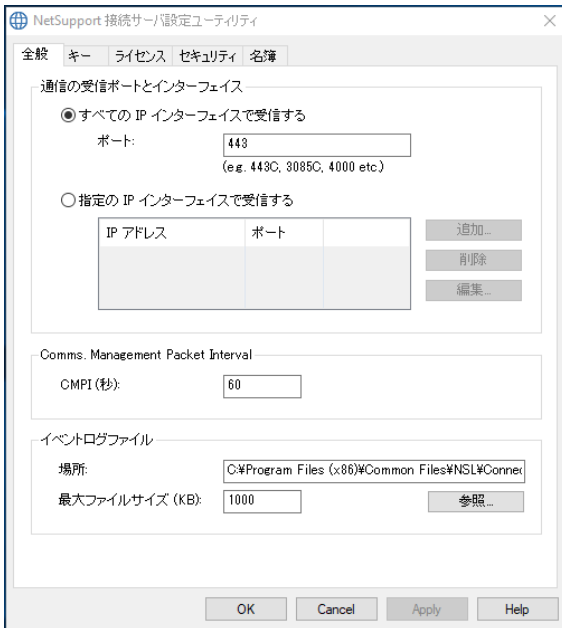 NetSupport 接続サーバ設定ユーティリティ
全般 キー ライセンス セキュリティ 名簿
通信の受信ポートとインターフェイス
すべての IP インターフェイスで受信する
ポート: 443
(e.g. 443C, 3085C, 4000 etc.)
指定の IP インターフェイスで受信する
IP アドレス ポート
追加...
削除
編集...
Comms. Management Packet Interval
CMPI (秒): 60
イベントログファイル
場所: C:¥Program Files (x86)¥Common Files¥NSL¥Connec
最大ファイルサイズ (KB): 1000 参照...
OK Cancel Apply Help